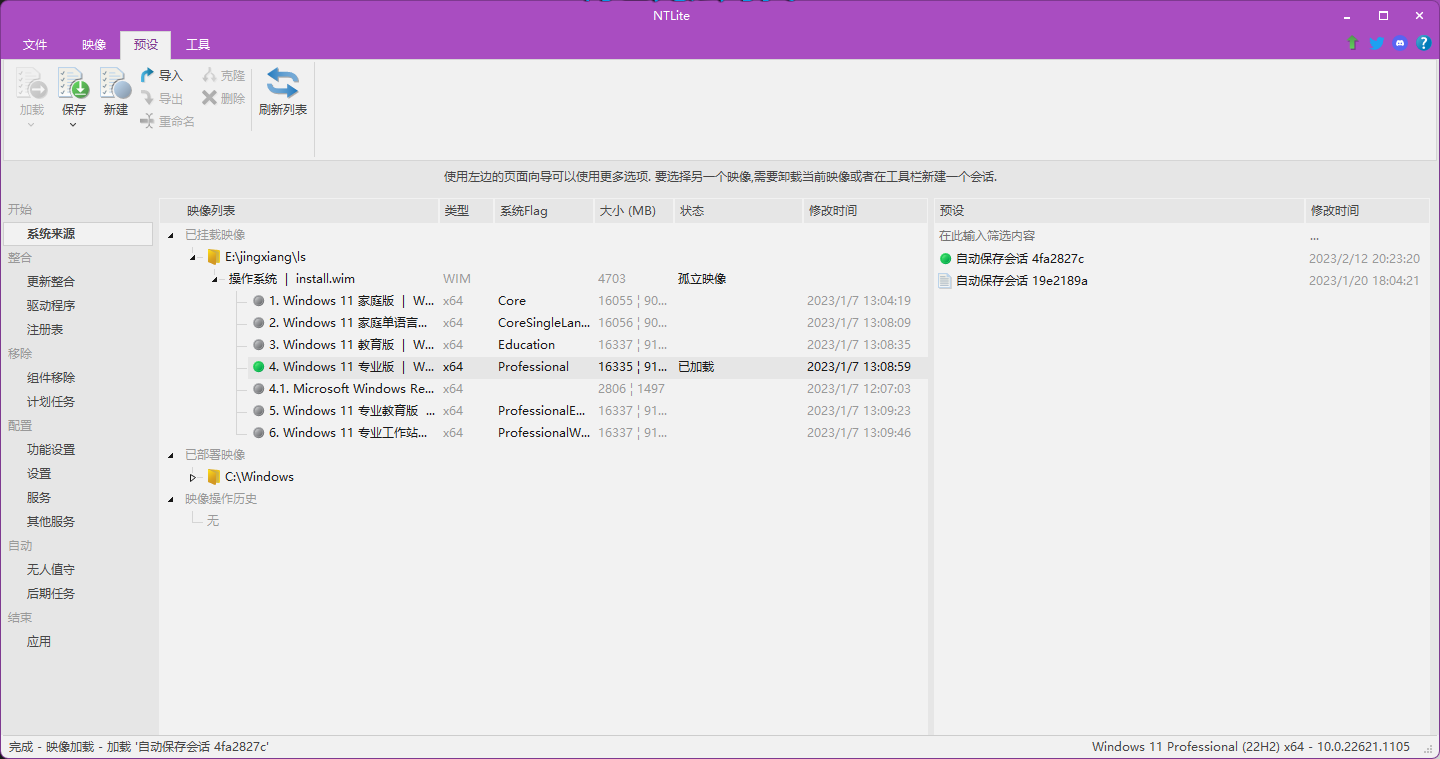 NTLite
文件 映像 预设 工具
加载 保存 新建 导入 导出 重命名 克隆 删除 刷新列表
使用左边的页面向导可以使用更多选项. 要选择另一个映像,需要卸载当前映像或者在工具栏新建一个会话.
开始
系统来源
整合
更新整合
驱动程序
注册表
移除
组件移除
计划任务
配置
功能设置
设置
服务
其他服务
自动
无人值守
后期任务
结束
应用
映像列表 类型 系统Flag 大小 (MB) 状态 修改时间
已挂载映像
E:\jingxiang\ls
操作系统 | install.wim WIM 4703 孤立映像
1. Windows 11 家庭版 | W... x64 Core 16055 ¦ 90... 2023/1/7 13:04:19
2. Windows 11 家庭单语言... x64 CoreSingleLan... 16056 ¦ 90... 2023/1/7 13:08:09
3. Windows 11 教育版 | W... x64 Education 16337 ¦ 91... 2023/1/7 13:08:35
4. Windows 11 专业版 | W... x64 Professional 16335 ¦ 91... 已加载 2023/1/7 13:08:59
4.1. Microsoft Windows Re... x64 2806 ¦ 1497 2023/1/7 12:07:03
5. Windows 11 专业教育版 ... x64 ProfessionalE... 16337 ¦ 91... 2023/1/7 13:09:23
6. Windows 11 专业工作站... x64 ProfessionalW... 16337 ¦ 91... 2023/1/7 13:09:46
已部署映像
C:\Windows
映像操作历史
无
预设 修改时间
在此输入筛选内容 ...
自动保存会话 4fa2827c 2023/2/12 20:23:20
自动保存会话 19e2189a 2023/1/20 18:04:21
完成 - 映像加载 - 加载 '自动保存会话 4fa2827c'
Windows 11 Professional (22H2) x64 - 10.0.22621.1105